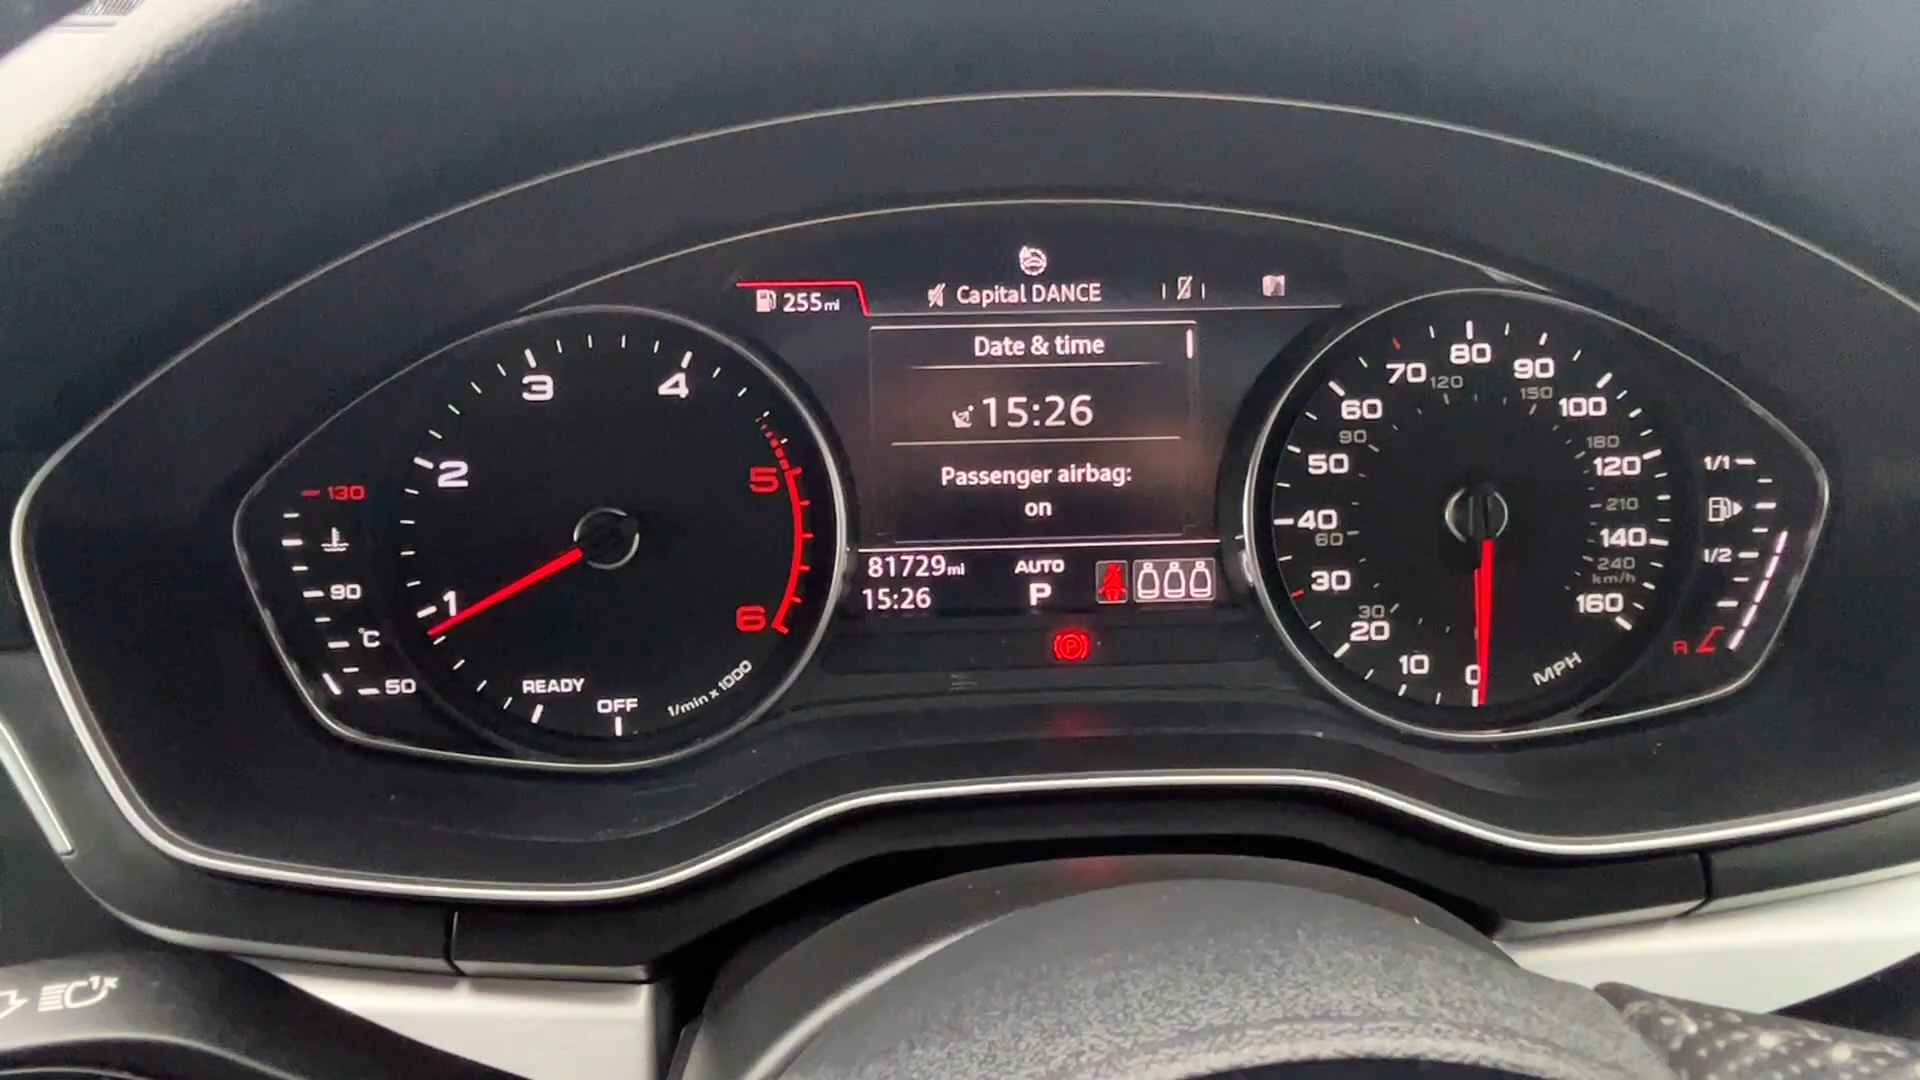 255mi
Capital DANCE
Date & time
15:26
Passenger airbag:
on
81729mi
15:26
AUTO
P
P
130
90
°C
50
1
2
3
4
5
6
READY
OFF
1/min x 1000
0
10
20
30
40
50
60
70
80
90
100
120
140
160
MPH
30
60
90
120
150
180
210
240
km/h
1/1
1/2
R
1x